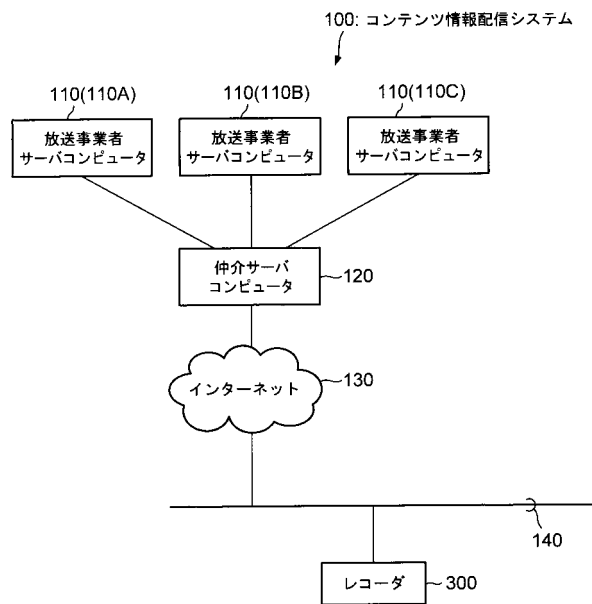 100: コンテンツ情報配信システム
110(110A)
110(110B)
110(110C)
放送事業者
サーバコンピュータ
放送事業者
サーバコンピュータ
放送事業者
サーバコンピュータ
仲介サーバ
コンピュータ
120
インターネット
130
140
レコーダ
300